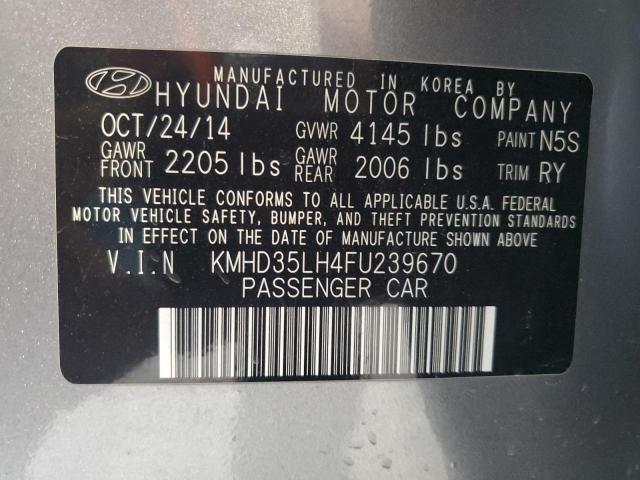 MANUFACTURED IN KOREA BY
HYUNDAI MOTOR COMPANY
OCT/24/14 GVWR 4145 lbs PAINT N5S
GAWR FRONT 2205 lbs GAWR REAR 2006 lbs TRIM RY
THIS VEHICLE CONFORMS TO ALL APPLICABLE U.S.A. FEDERAL
MOTOR VEHICLE SAFETY, BUMPER, AND THEFT PREVENTION STANDARDS
IN EFFECT ON THE DATE OF MANUFACTURE SHOWN ABOVE
V.I.N KMHD35LH4FU239670
PASSENGER CAR